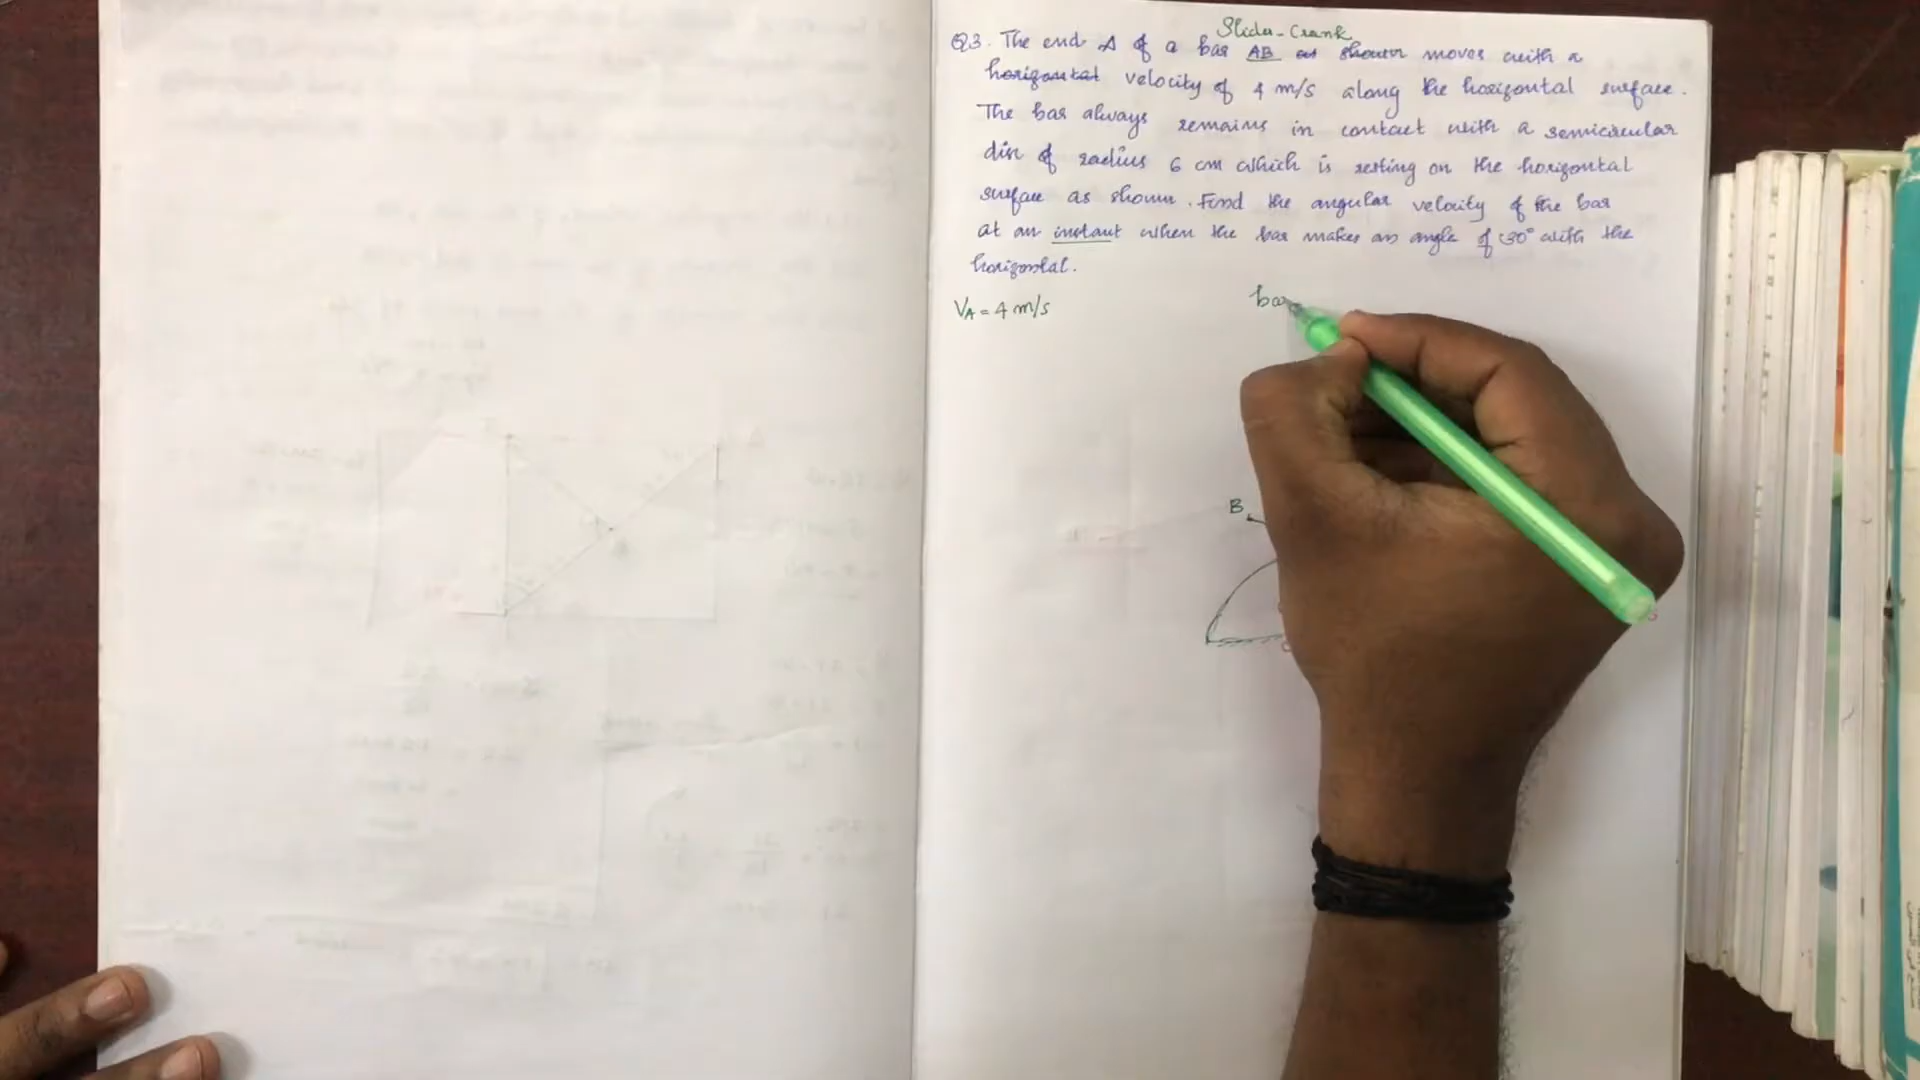 Slider-Crank
Q3. The end A of a bar AB as shown moves with a
horizontal velocity of 4 m/s along the horizontal surface.
The bar always remains in contact with a semicircular
disc of radius 6 cm which is resting on the horizontal
surface as shown. Find the angular velocity of the bar
at an instant when the bar makes an angle of 30° with the
horizontal.
VA = 4 m/s
ba
B